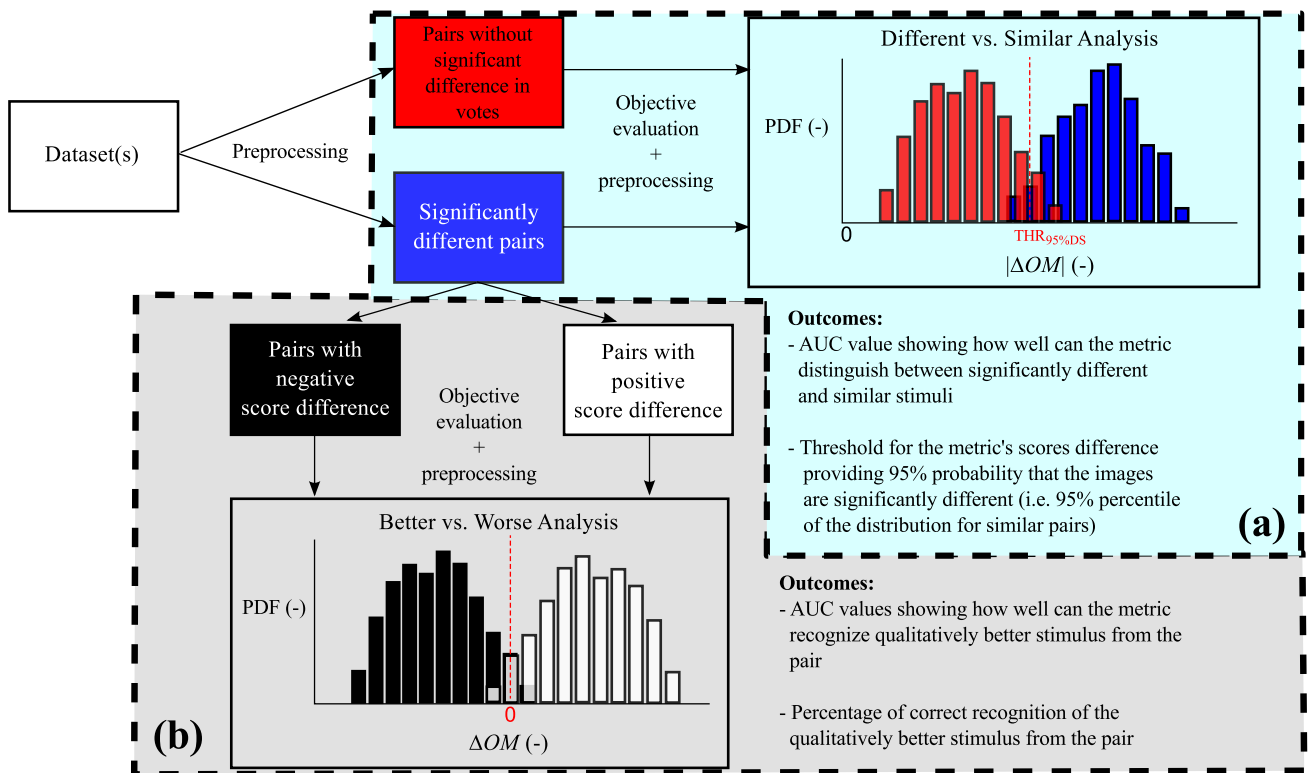 Dataset(s)
Preprocessing
Pairs without
significant
difference in
votes
Significantly
different pairs
Objective
evaluation
+
preprocessing
Different vs. Similar Analysis
PDF (-)
0
THR95%DS
|ΔOM| (-)
Outcomes:
- AUC value showing how well can the metric
distinguish between significantly different
and similar stimuli
- Threshold for the metric's scores difference
providing 95% probability that the images
are significantly different (i.e. 95% percentile
of the distribution for similar pairs)
(a)
Pairs with
negative
score difference
Objective
evaluation
+
preprocessing
Pairs with
positive
score difference
Better vs. Worse Analysis
PDF (-)
0
ΔOM (-)
(b)
Outcomes:
- AUC values showing how well can the metric
recognize qualitatively better stimulus from the
pair
- Percentage of correct recognition of the
qualitatively better stimulus from the pair